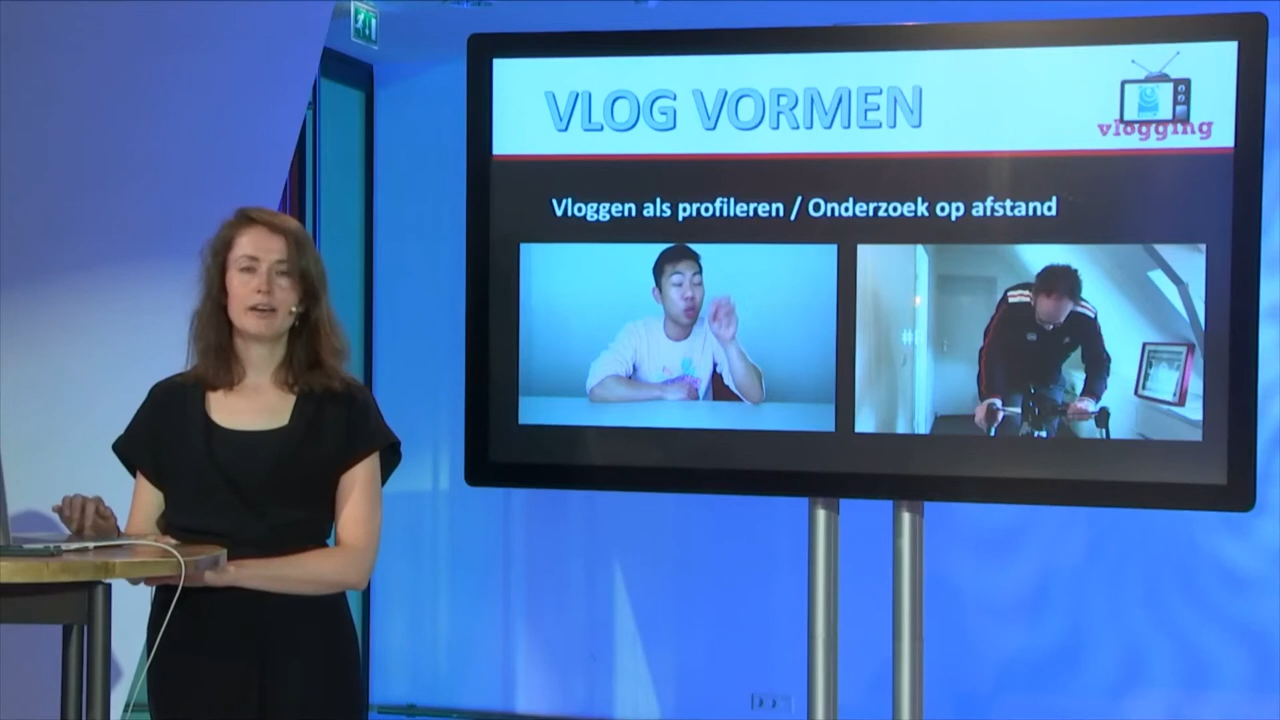 VLOG VORMEN
vlogging
Vloggen als profileren / Onderzoek op afstand